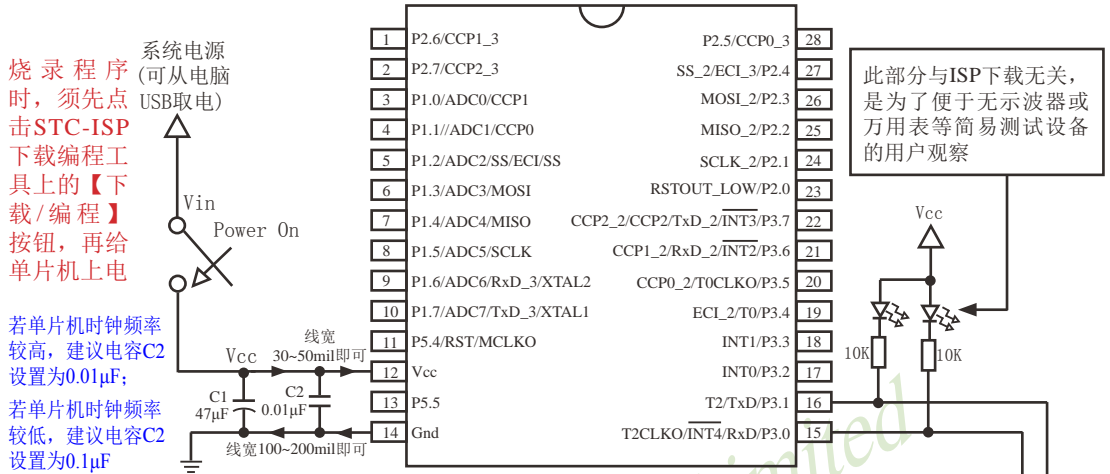 烧录程序
时，须先点
击STC-ISP
下载编程工
具上的【下
载/编程】
按钮，再给
单片机上电
若单片机时钟频率
较高，建议电容C2
设置为0.01μF;
若单片机时钟频率
较低，建议电容C2
设置为0.1μF
系统电源
(可从电脑
USB取电)
Vin
Power On
Vcc
线宽
30~50mil即可
C1
47μF
C2
0.01μF
线宽100~200mil即可
1 P2.6/CCP1_3
2 P2.7/CCP2_3
3 P1.0/ADC0/CCP1
4 P1.1//ADC1/CCP0
5 P1.2/ADC2/SS/ECI/SS
6 P1.3/ADC3/MOSI
7 P1.4/ADC4/MISO
8 P1.5/ADC5/SCLK
9 P1.6/ADC6/RxD_3/XTAL2
10 P1.7/ADC7/TxD_3/XTAL1
11 P5.4/RST/MCLKO
12 Vcc
13 P5.5
14 Gnd
P2.5/CCP0_3 28
SS_2/ECI_3/P2.4 27
MOSI_2/P2.3 26
MISO_2/P2.2 25
SCLK_2/P2.1 24
RSTOUT_LOW/P2.0 23
CCP2_2/CCP2/TxD_2/INT3/P3.7 22
CCP1_2/RxD_2/INT2/P3.6 21
CCP0_2/T0CLKO/P3.5 20
ECI_2/T0/P3.4 19
INT1/P3.3 18
INT0/P3.2 17
T2/TxD/P3.1 16
T2CLKO/INT4/RxD/P3.0 15
此部分与ISP下载无关，
是为了便于无示波器或
万用表等简易测试设备
的用户观察
Vcc
10K
10K
imited